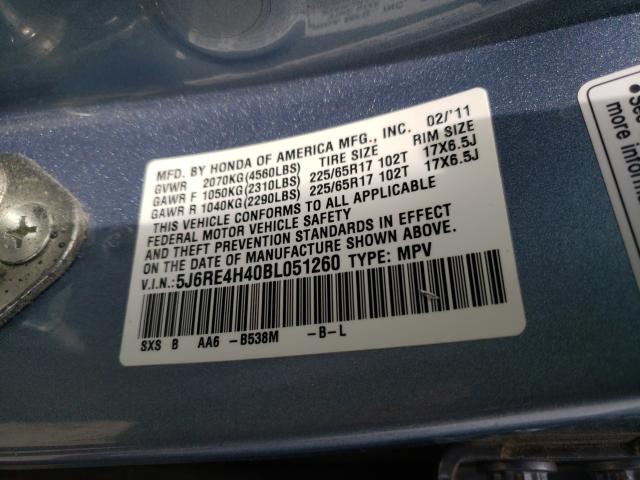 MFD. BY HONDA OF AMERICA MFG., INC. 02/'11
GVWR 2070KG(4560LBS) TIRE SIZE RIM SIZE
GAWR F 1050KG(2310LBS) 225/65R17 102T 17X6.5J
GAWR R 1040KG(2290LBS) 225/65R17 102T 17X6.5J
THIS VEHICLE CONFORMS TO ALL APPLICABLE
FEDERAL MOTOR VEHICLE SAFETY
AND THEFT PREVENTION STANDARDS IN EFFECT
ON THE DATE OF MANUFACTURE SHOWN ABOVE.
V.I.N.: 5J6RE4H40BL051260 TYPE: MPV
SXS B AA6 -B538M -B-L
•See
more
informa